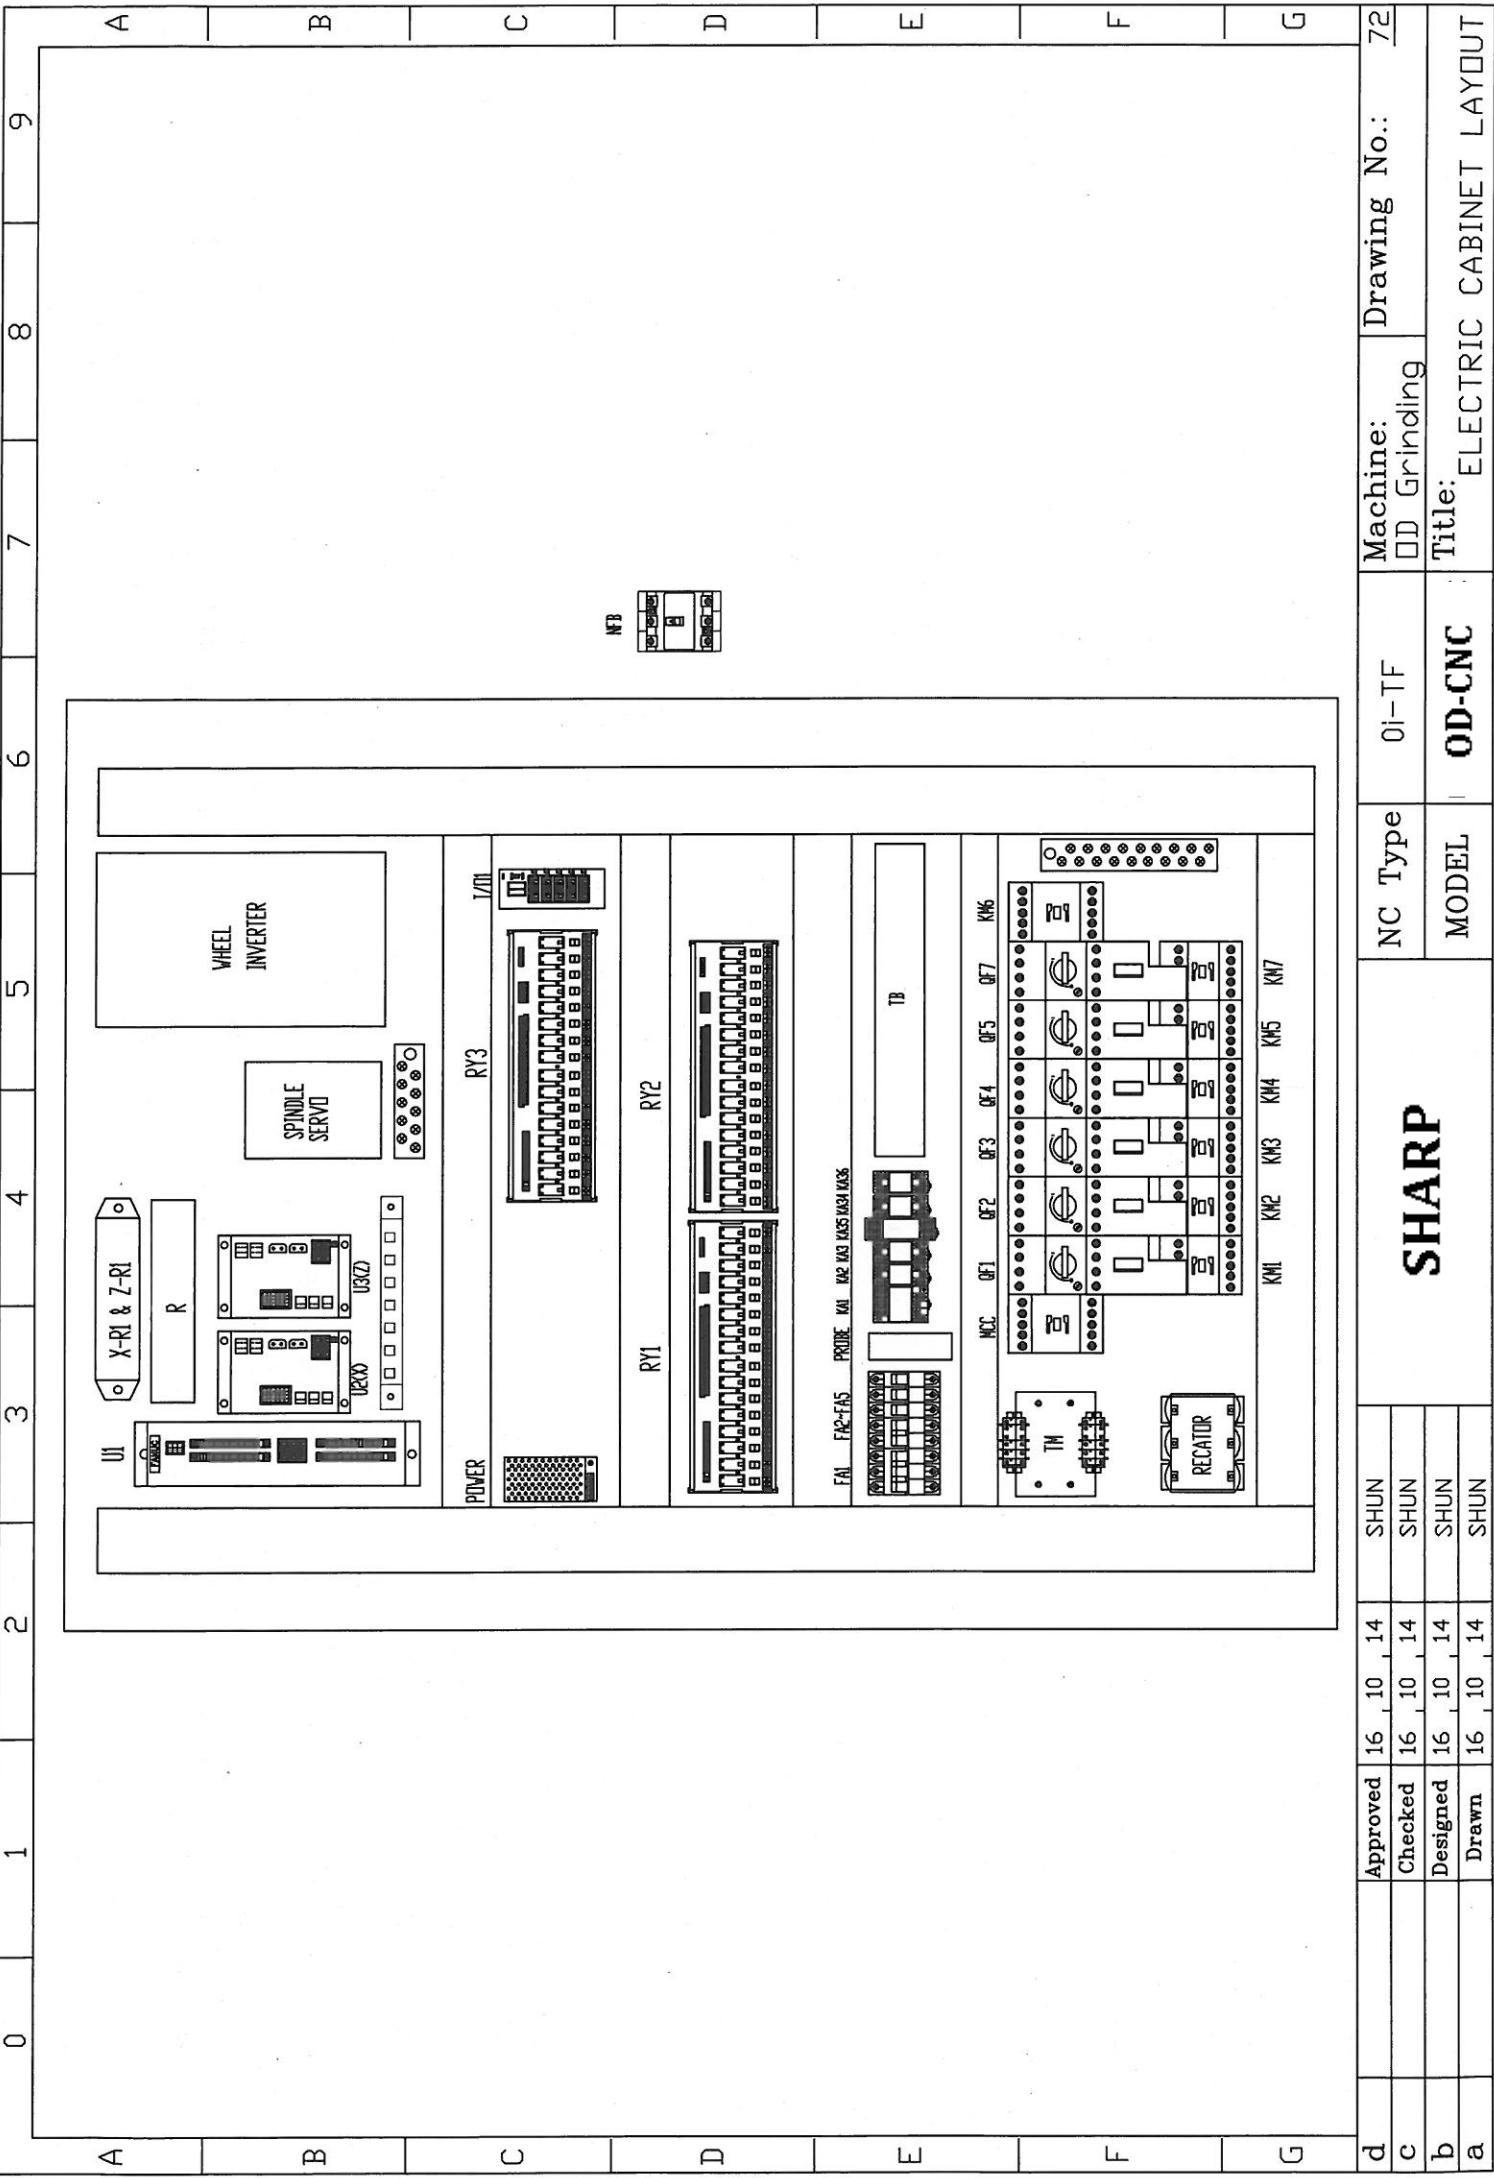 0 1 2 3 4 5 6 7 8 9
A A
B B
C C
D D
E E
F F
G G
U1
FANUC
X-R1 & Z-R1
R
U2(X)
U3(Z)
SPINDLE
SERVO
WHEEL
INVERTER
POWER
RY3
I/O1
RY1
RY2
NFB
FA1 FA2~FA5 PROBE KA1 KA2 KA3 KA35 KA34 KA36
TB
MCC QF1 QF2 QF3 QF4 QF5 QF7 KM6
TM
RECATOR
KM1 KM2 KM3 KM4 KM5 KM7
d Approved 16 10 14 SHUN
c Checked 16 10 14 SHUN
b Designed 16 10 14 SHUN
a Drawn 16 10 14 SHUN
SHARP
NC Type 0i-TF
MODEL OD-CNC
Machine:
OD Grinding
Drawing No.: 72
Title:
ELECTRIC CABINET LAYOUT